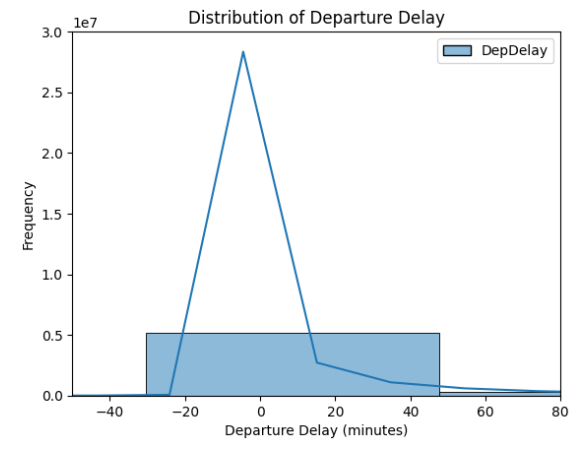 Distribution of Departure Delay
1e7
3.0
2.5
2.0
1.5
1.0
0.5
0.0
Frequency
DepDelay
−40 −20 0 20 40 60 80
Departure Delay (minutes)